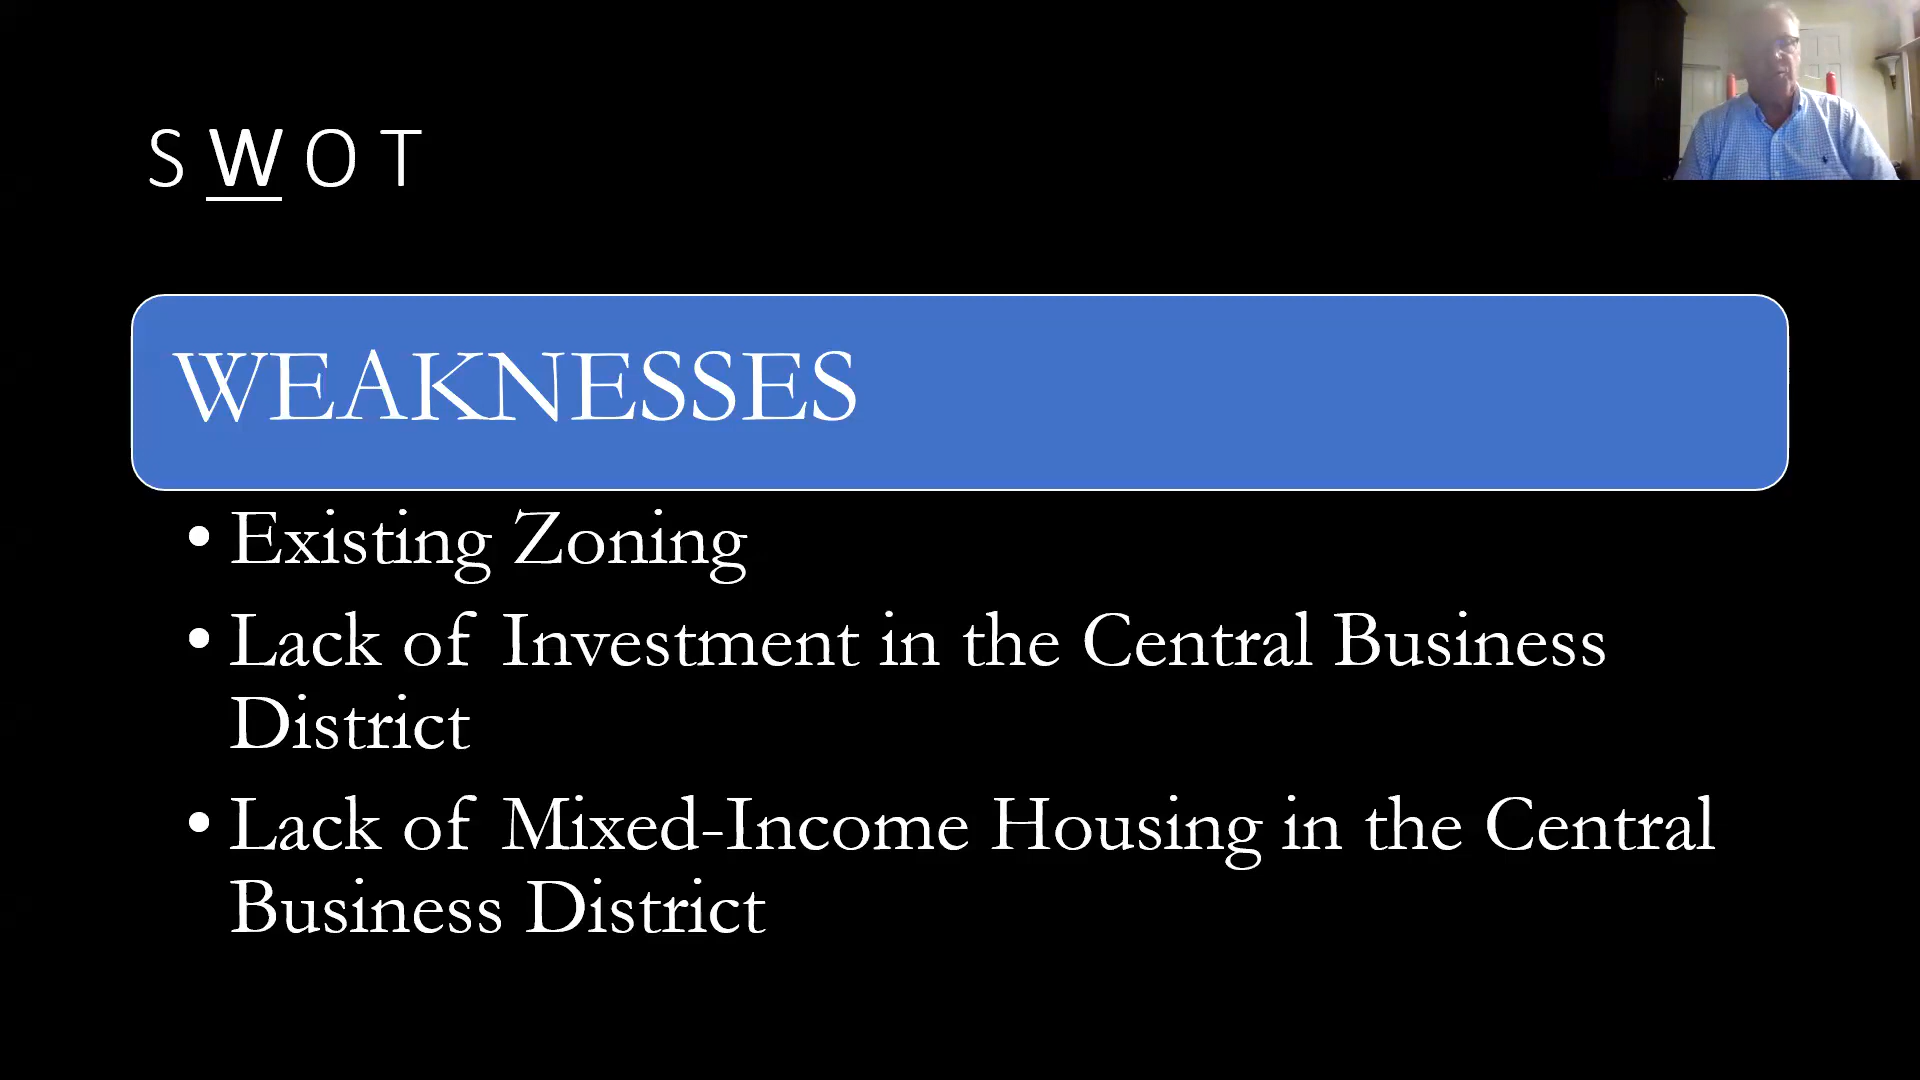 S W O T
WEAKNESSES
• Existing Zoning
• Lack of Investment in the Central Business
District
• Lack of Mixed-Income Housing in the Central
Business District